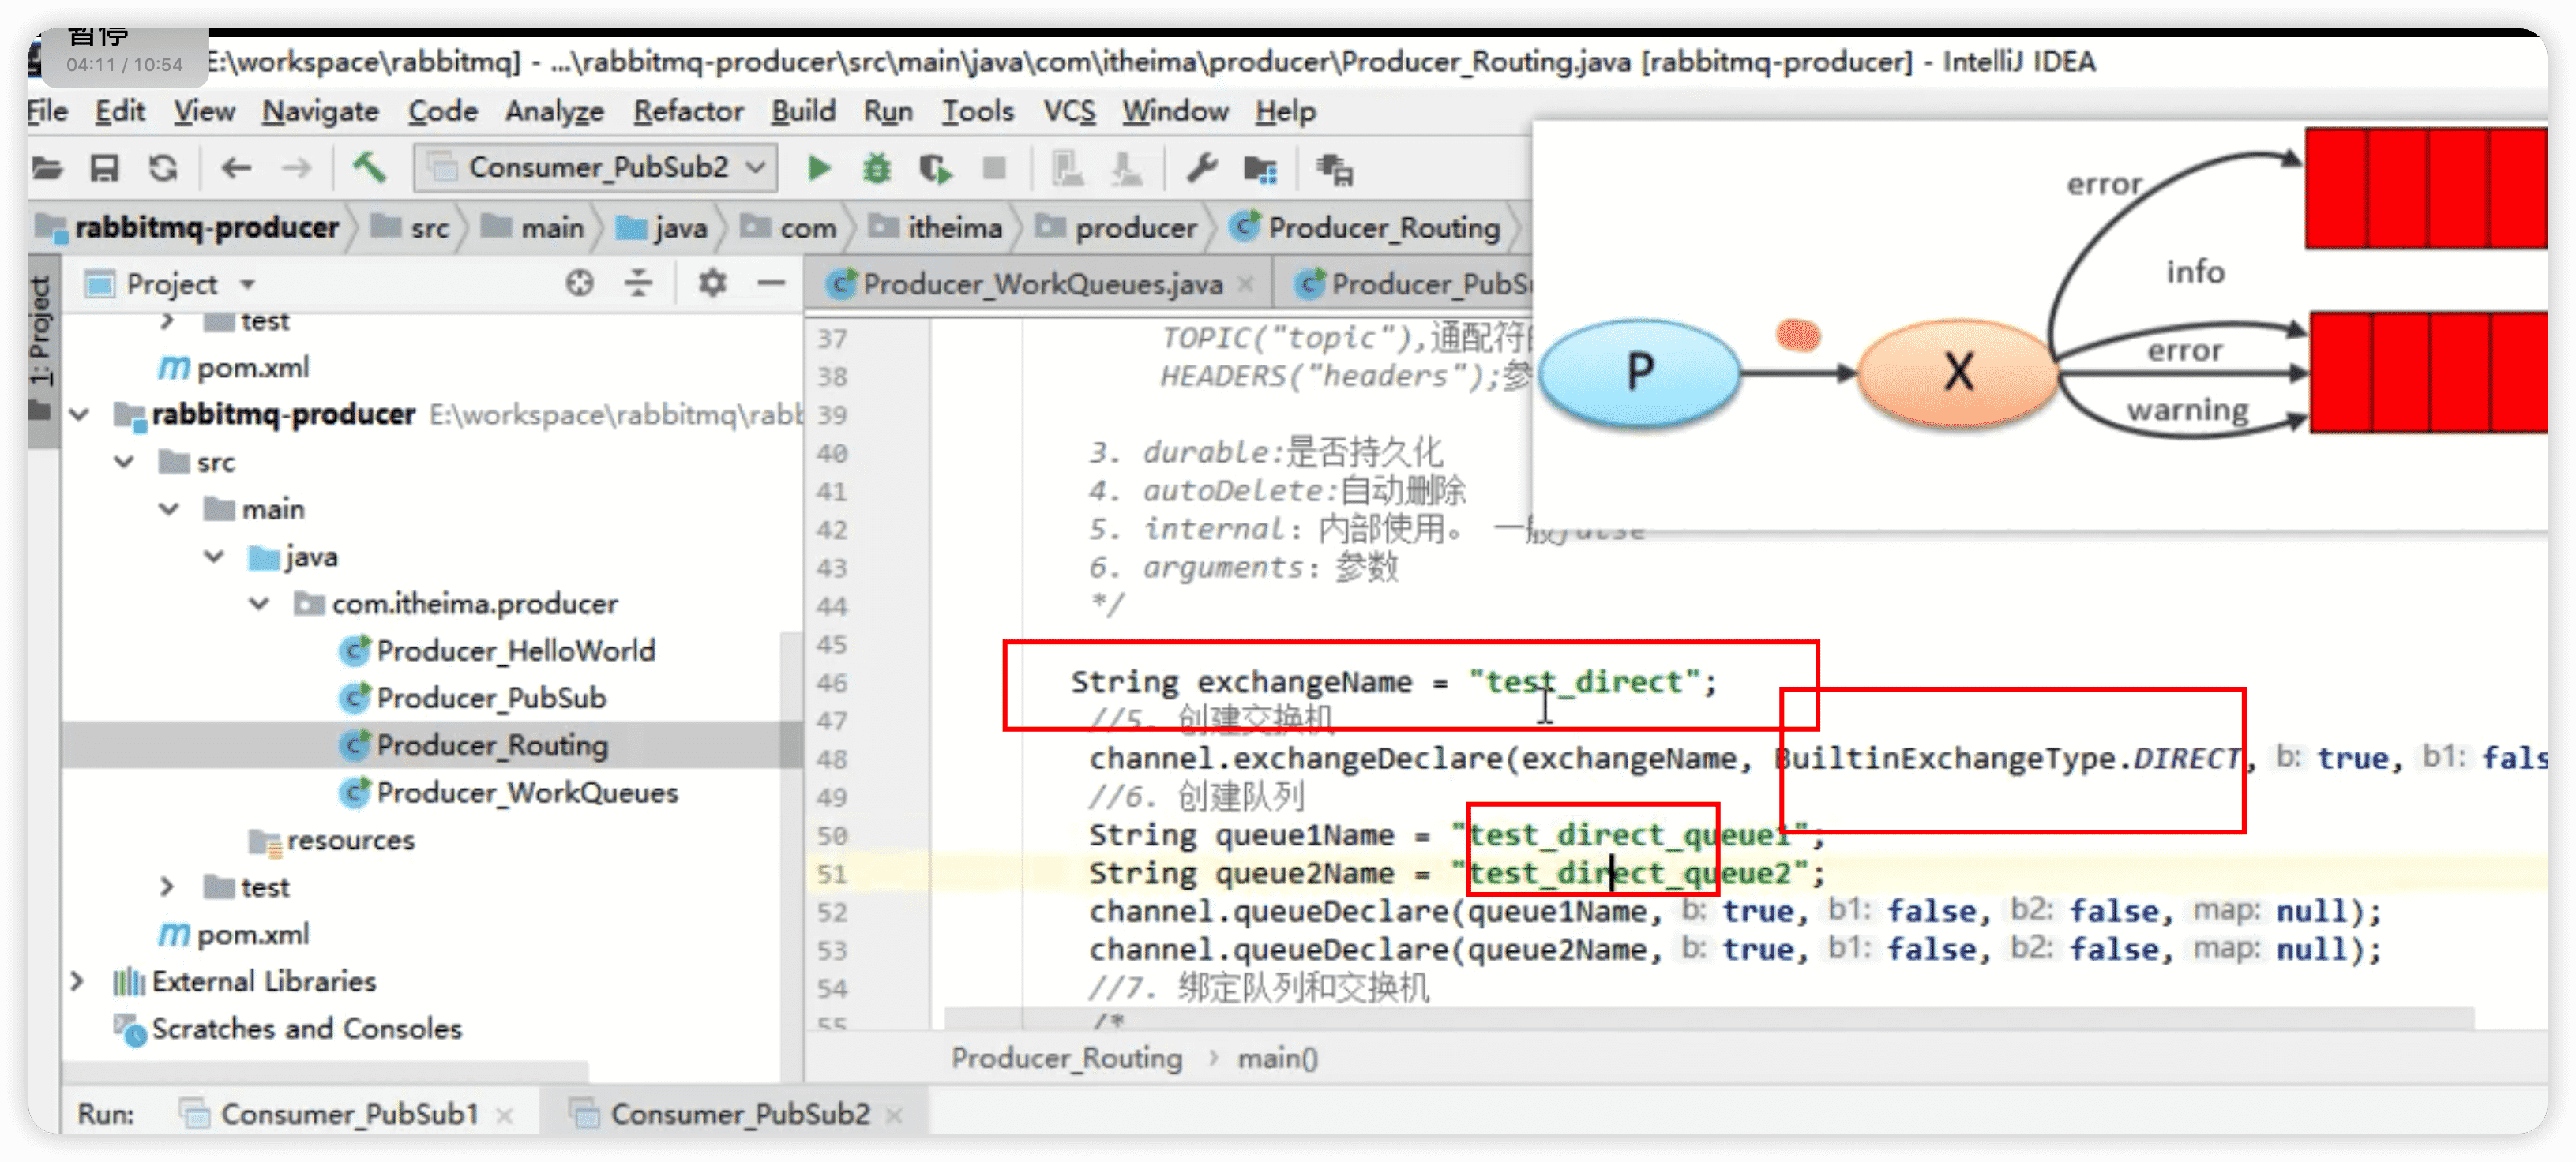 暂停
04:11 / 10:54
E:\workspace\rabbitmq] - ...\rabbitmq-producer\src\main\java\com\itheima\producer\Producer_Routing.java [rabbitmq-producer] - IntelliJ IDEA
File Edit View Navigate Code Analyze Refactor Build Run Tools VCS Window Help
Consumer_PubSub2
rabbitmq-producer src main java com itheima producer Producer_Routing
1: Project
Project
test
pom.xml
rabbitmq-producer E:\workspace\rabbitmq\rabb
src
main
java
com.itheima.producer
Producer_HelloWorld
Producer_PubSub
Producer_Routing
Producer_WorkQueues
resources
test
pom.xml
External Libraries
Scratches and Consoles
Producer_WorkQueues.java Producer_PubS
37 TOPIC("topic"),通配符
38 HEADERS("headers");参
39
40 3. durable:是否持久化
41 4. autoDelete:自动删除
42 5. internal: 内部使用。 一般false
43 6. arguments: 参数
44 */
45
46 String exchangeName = "test_direct";
47 //5. 创建交换机
48 channel.exchangeDeclare(exchangeName, BuiltinExchangeType.DIRECT, b: true, b1: fals
49 //6. 创建队列
50 String queue1Name = "test_direct_queue1";
51 String queue2Name = "test_direct_queue2";
52 channel.queueDeclare(queue1Name, b: true, b1: false, b2: false, map: null);
53 channel.queueDeclare(queue2Name, b: true, b1: false, b2: false, map: null);
54 //7. 绑定队列和交换机
55 /*
Producer_Routing > main()
P
X
error
info
error
warning
Run: Consumer_PubSub1 Consumer_PubSub2